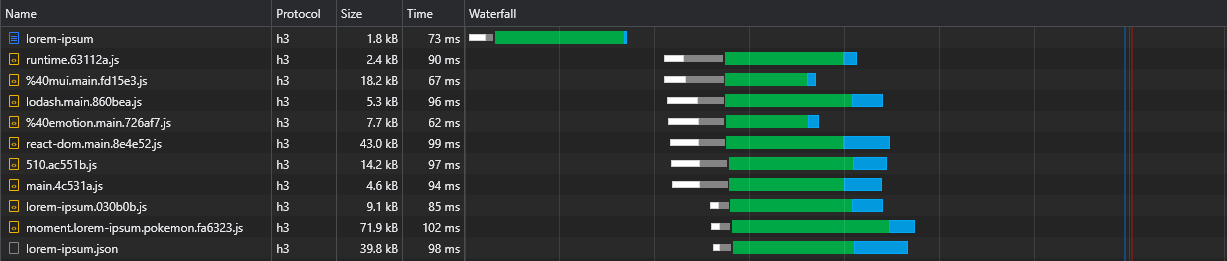 Name Protocol Size Time Waterfall
lorem-ipsum h3 1.8 kB 73 ms
runtime.63112a.js h3 2.4 kB 90 ms
%40mui.main.fd15e3.js h3 18.2 kB 67 ms
lodash.main.860bea.js h3 5.3 kB 96 ms
%40emotion.main.726af7.js h3 7.7 kB 62 ms
react-dom.main.8e4e52.js h3 43.0 kB 99 ms
510.ac551b.js h3 14.2 kB 97 ms
main.4c531a.js h3 4.6 kB 94 ms
lorem-ipsum.030b0b.js h3 9.1 kB 85 ms
moment.lorem-ipsum.pokemon.fa6323.js h3 71.9 kB 102 ms
lorem-ipsum.json h3 39.8 kB 98 ms